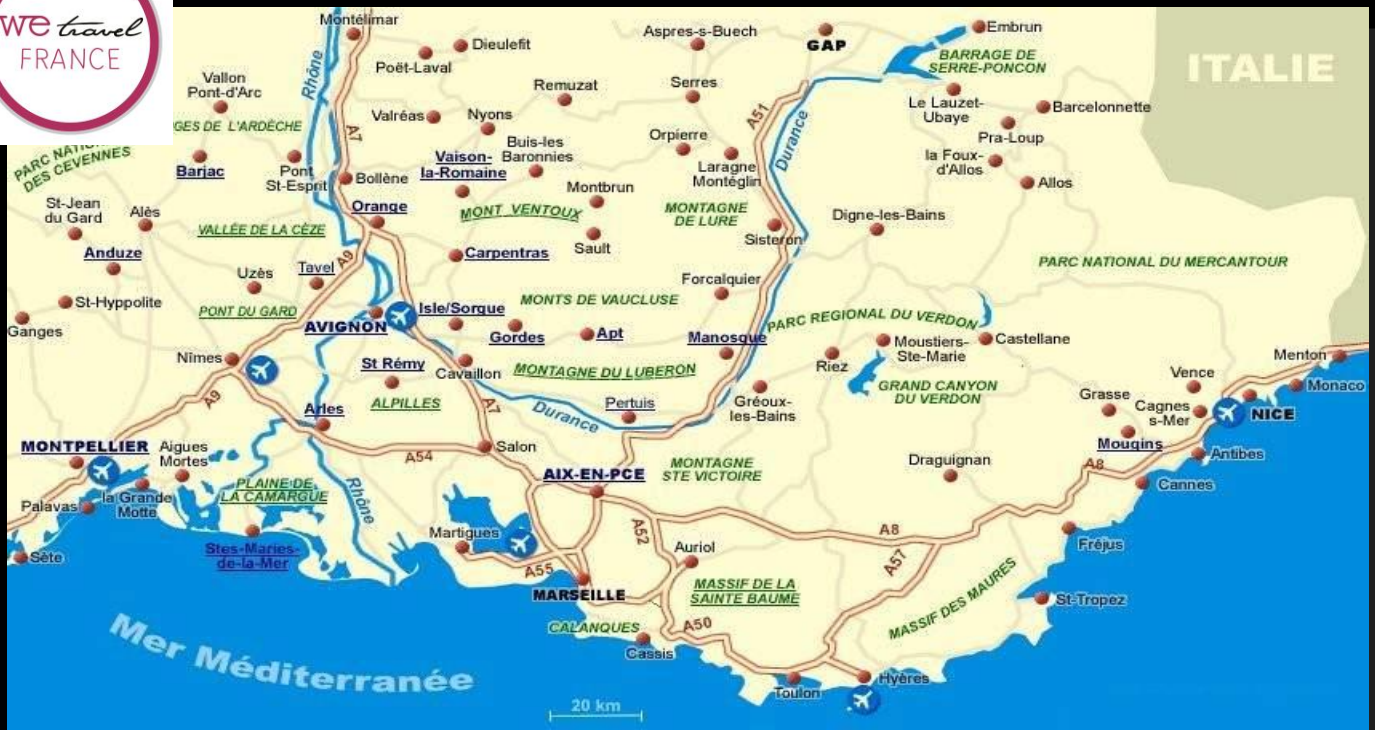 we travel
FRANCE
Montélimar
Dieulefit
Poët-Laval
Aspres-s-Buech
GAP
Embrun
BARRAGE DE
SERRE-PONCON
ITALIE
Rhône
Vallon
Pont-d'Arc
Remuzat
Serres
Le Lauzet-
Ubaye
Barcelonnette
GES DE L'ARDÈCHE
A7
Valréas
Nyons
A51
Durance
Pra-Loup
PARC NATION
DES CEVENNES
Barjac
Pont
St-Esprit
Bollène
Vaison-
la-Romaine
Buis-les
Baronnies
Orpierre
Laragne
Montéglin
la Foux-
d'Allos
Allos
St-Jean
du Gard
Alès
Orange
MONT VENTOUX
Montbrun
MONTAGNE
DE LURE
Digne-les-Bains
VALLÉE DE LA CÈZE
Anduze
A9
Carpentras
Sault
Sisteron
Uzès
Tavel
Forcalquier
PARC NATIONAL DU MERCANTOUR
St-Hyppolite
PONT DU GARD
Isle/Sorgue
MONTS DE VAUCLUSE
PARC REGIONAL DU VERDON
Ganges
AVIGNON
Gordes
Apt
Manosque
Moustiers-
Ste-Marie
Castellane
Nîmes
St Rémy
Cavaillon
MONTAGNE DU LUBERON
Riez
GRAND CANYON
DU VERDON
Menton
Vence
Monaco
A9
ALPILLES
A7
Durance
Pertuis
Gréoux-
les-Bains
Grasse
Cagnes
s-Mer
NICE
Arles
Mougins
MONTPELLIER
Aigues
Mortes
A54
Salon
AIX-EN-PCE
MONTAGNE
STE VICTOIRE
Draguignan
A8
Antibes
Cannes
Palavas
la Grande
Motte
PLAINE DE
LA CAMARGUE
Rhône
Martigues
A52
A8
Fréjus
Sète
Stes-Maries-
de-la-Mer
A55
Auriol
A57
MARSEILLE
MASSIF DE LA
SAINTE BAUME
MASSIF DES MAURES
St-Tropez
CALANQUES
A50
Cassis
Mer Méditerranée
Toulon
Hyères
20 km